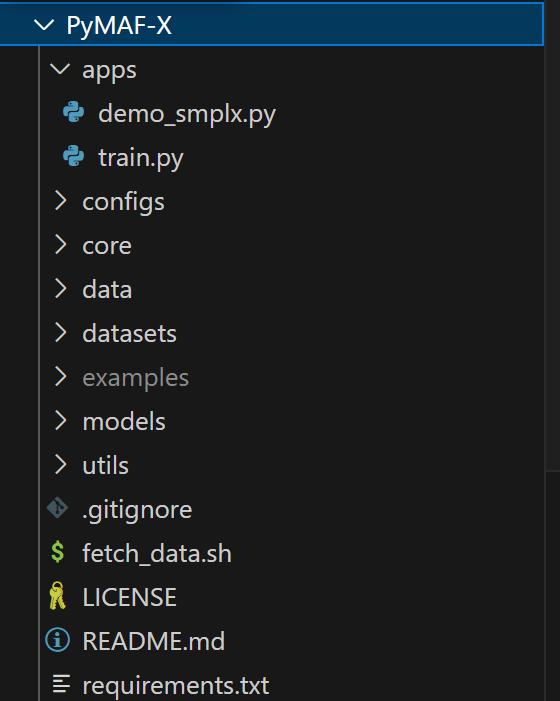 PyMAF-X
apps
demo_smplx.py
train.py
configs
core
data
datasets
examples
models
utils
.gitignore
$ fetch_data.sh
LICENSE
README.md
requirements.txt